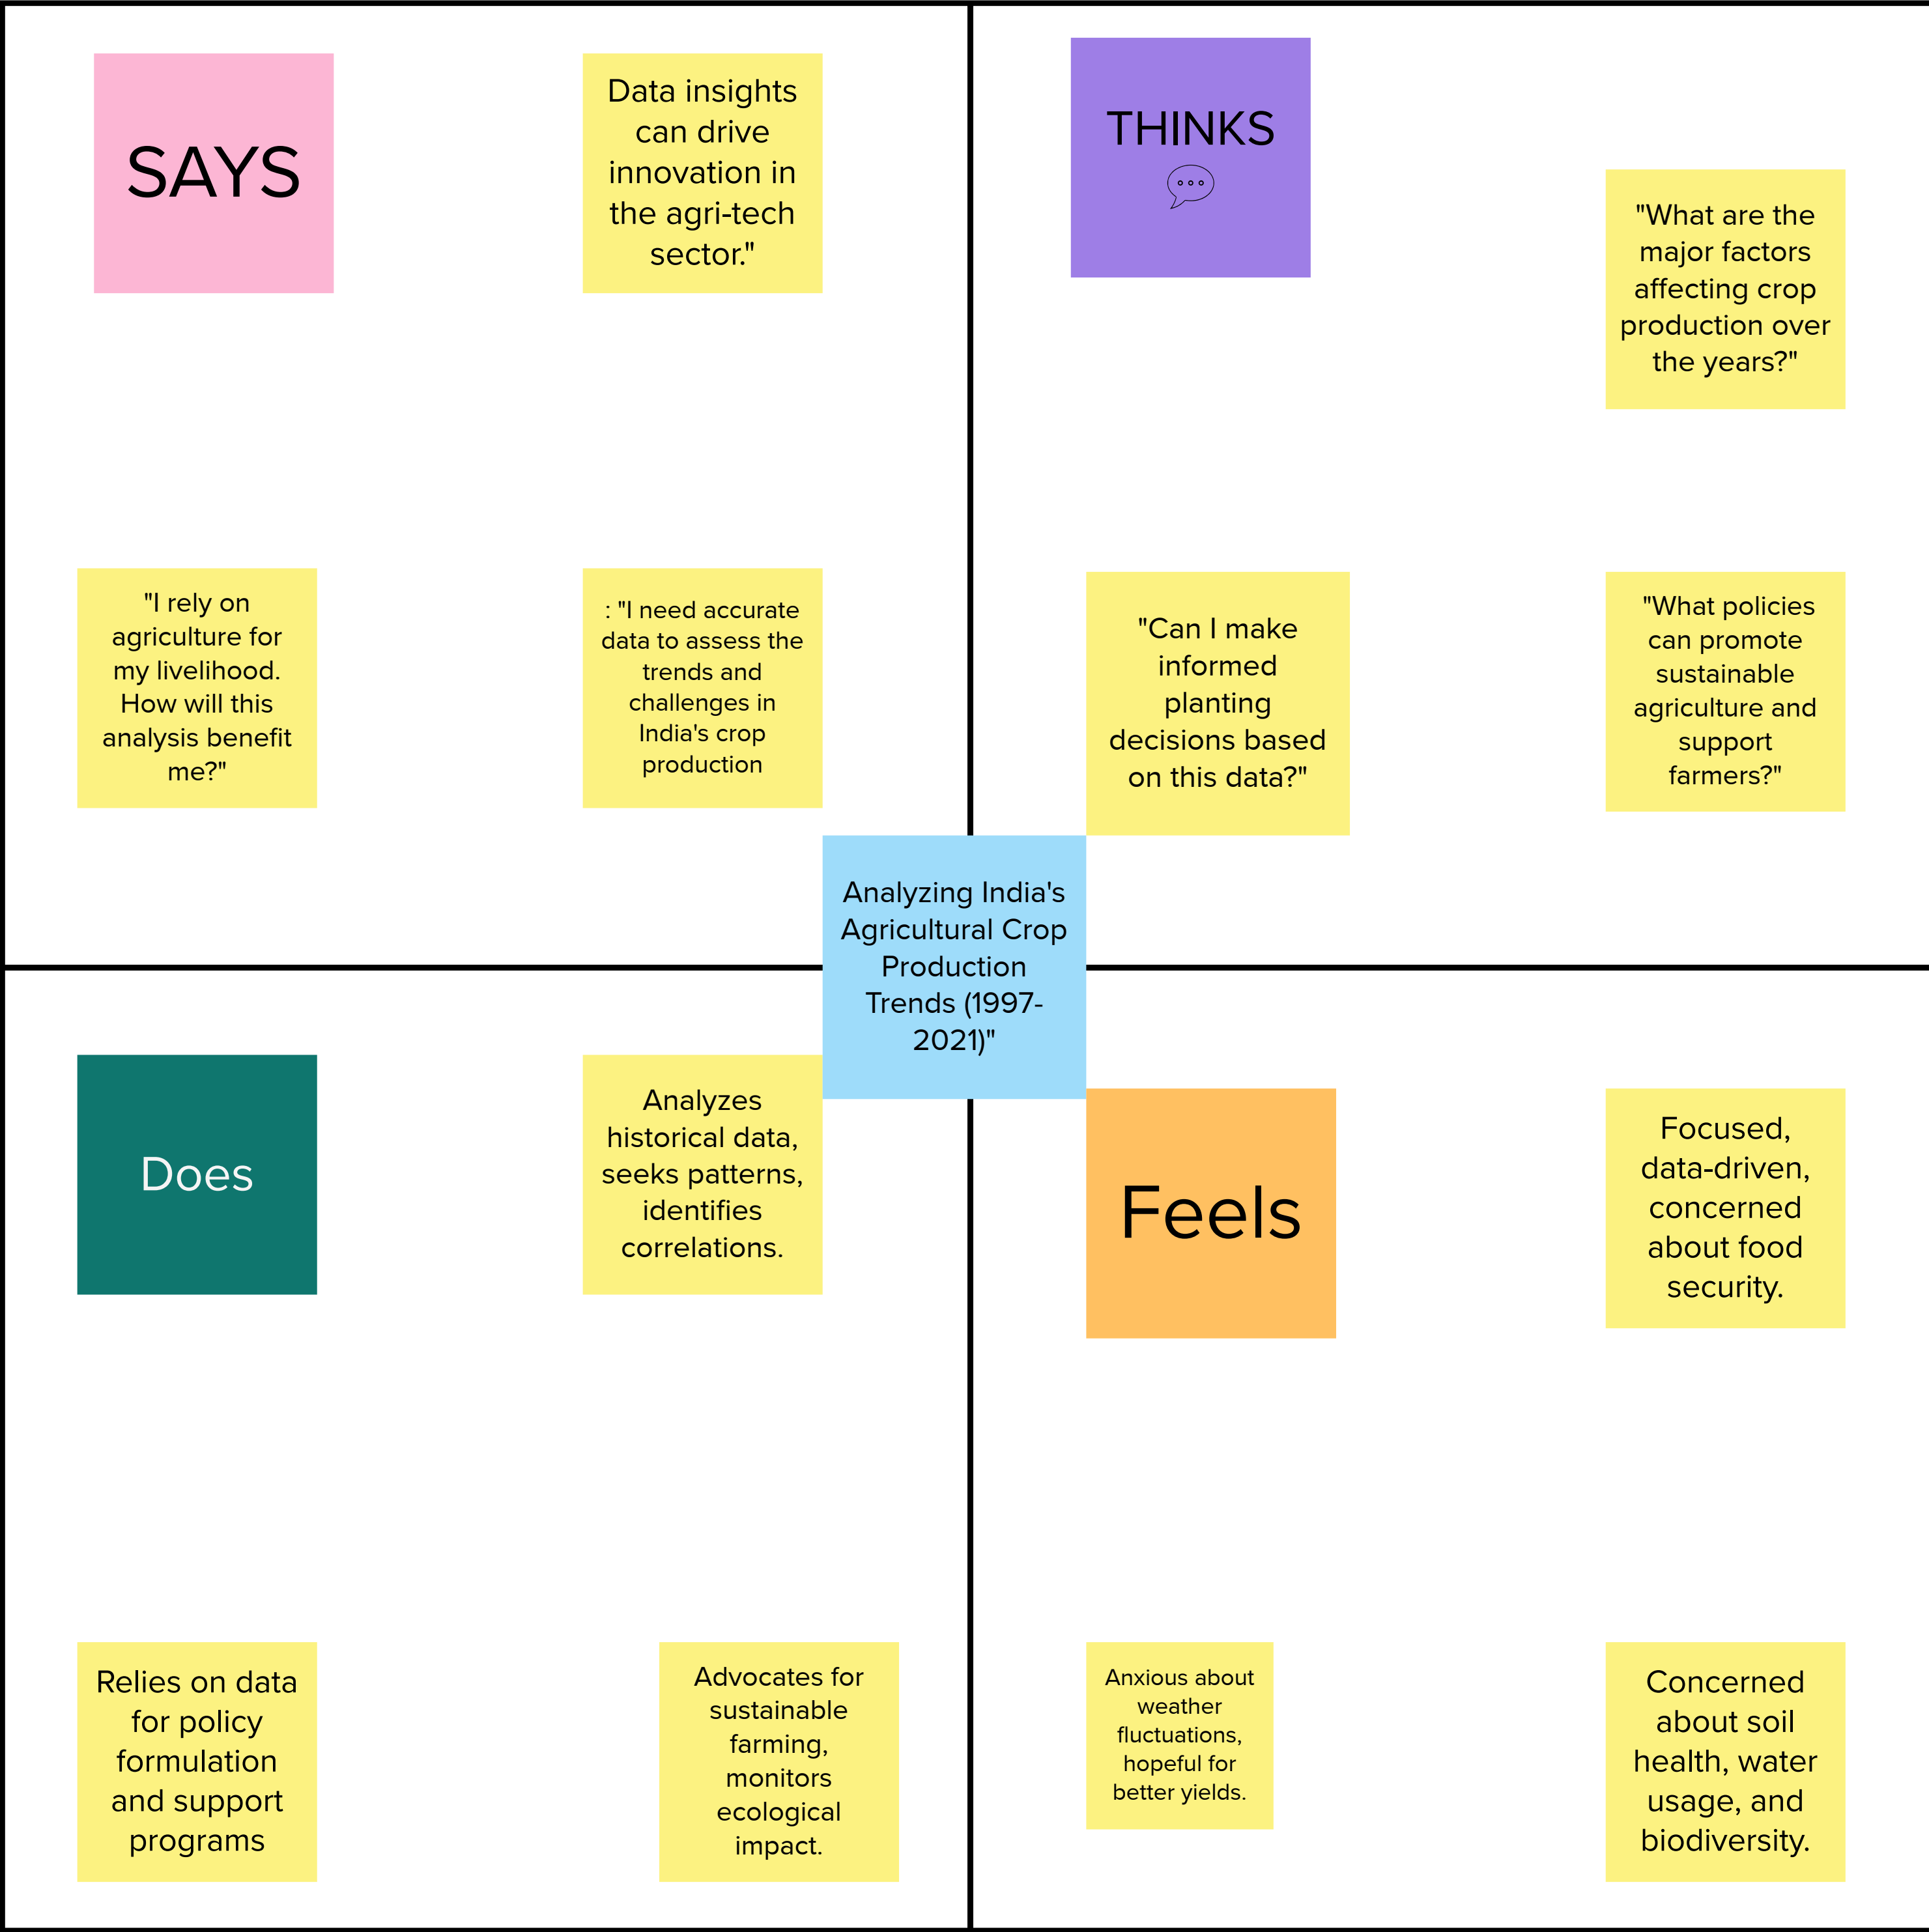 SAYS
Data insights
can drive
innovation in
the agri-tech
sector."
"I rely on
agriculture for
my livelihood.
How will this
analysis benefit
me?"
: "I need accurate
data to assess the
trends and
challenges in
India's crop
production
THINKS
"What are the
major factors
affecting crop
production over
the years?"
"Can I make
informed
planting
decisions based
on this data?"
"What policies
can promote
sustainable
agriculture and
support
farmers?"
Analyzing India's
Agricultural Crop
Production
Trends (1997-
2021)"
Does
Analyzes
historical data,
seeks patterns,
identifies
correlations.
Relies on data
for policy
formulation
and support
programs
Advocates for
sustainable
farming,
monitors
ecological
impact.
Feels
Focused,
data-driven,
concerned
about food
security.
Anxious about
weather
fluctuations,
hopeful for
better yields.
Concerned
about soil
health, water
usage, and
biodiversity.